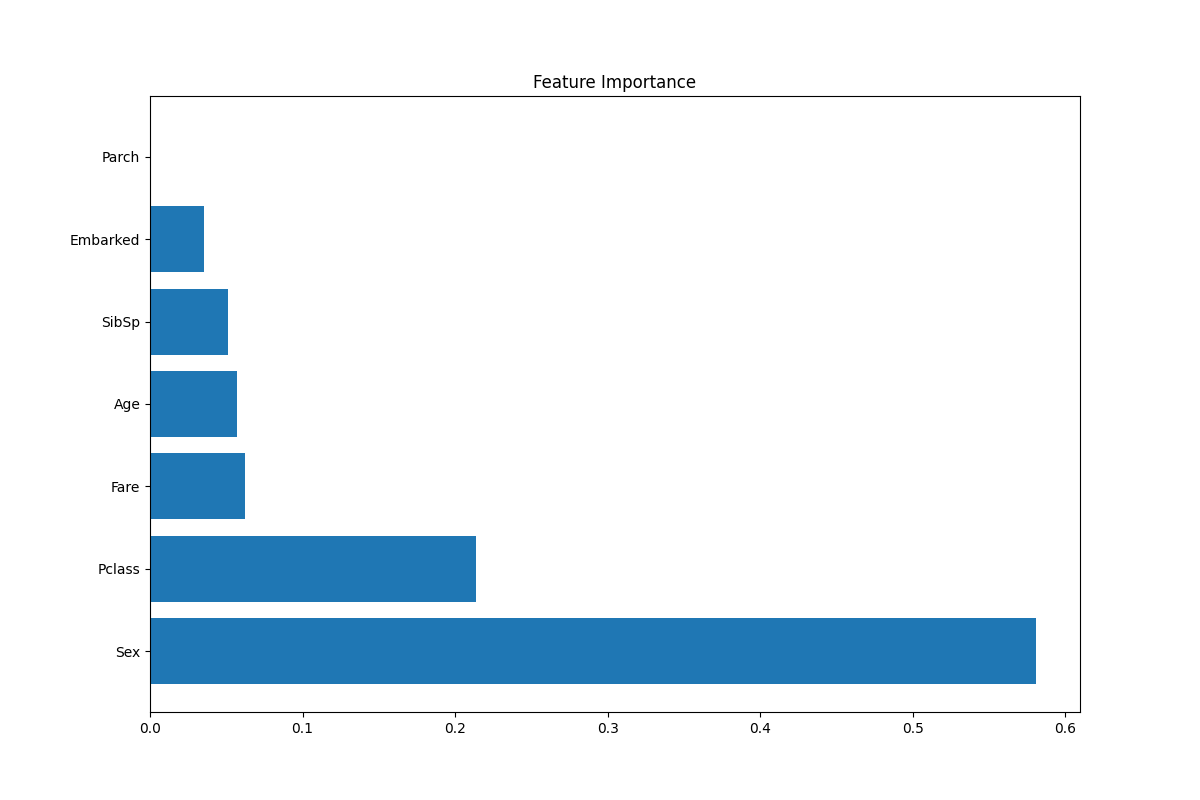 Feature Importance
Parch
Embarked
SibSp
Age
Fare
Pclass
Sex
0.0 0.1 0.2 0.3 0.4 0.5 0.6